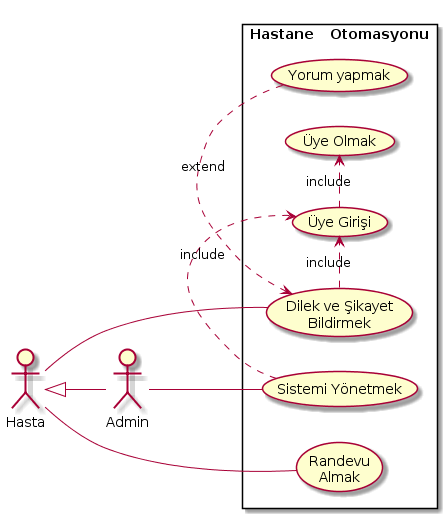 Hastane Otomasyonu
Yorum yapmak
Üye Olmak
extend
include
Üye Girişi
include
include
Dilek ve Şikayet
Bildirmek
Sistemi Yönetmek
Hasta
Admin
Randevu
Almak